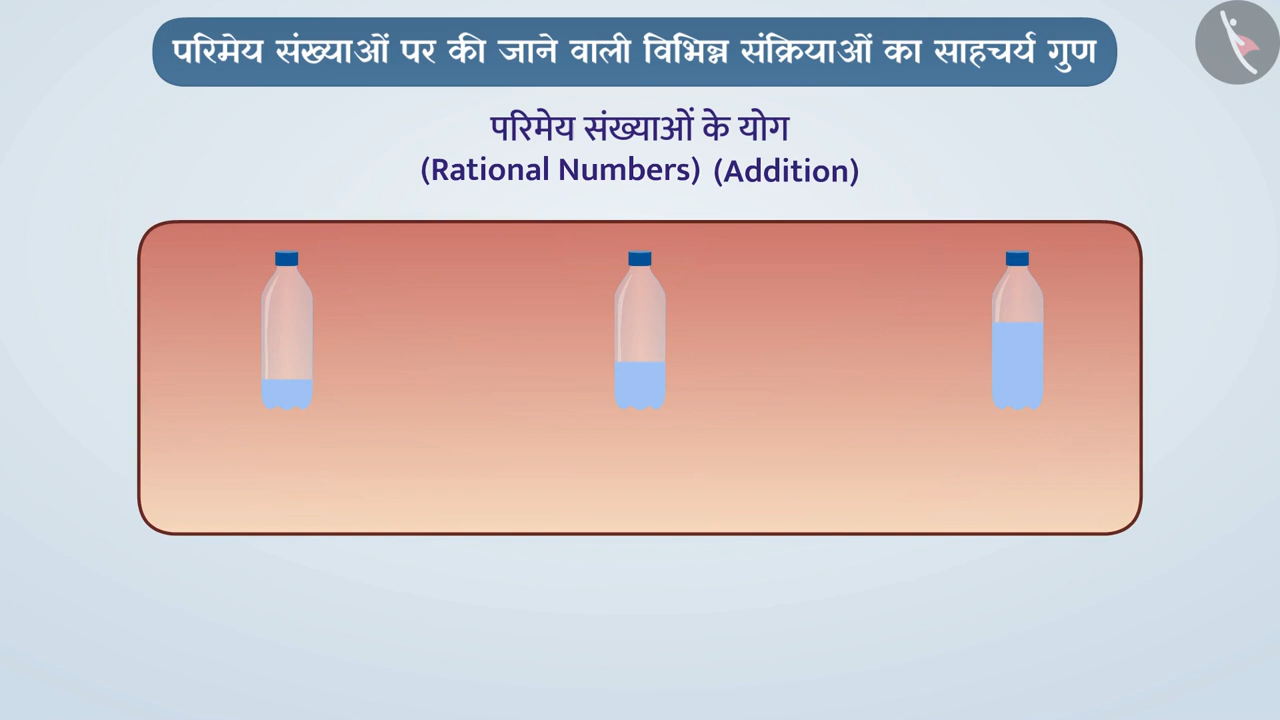 परिमेय संख्याओं पर की जाने वाली विभिन्न संक्रियाओं का साहचर्य गुण
परिमेय संख्याओं के योग
(Rational Numbers) (Addition)